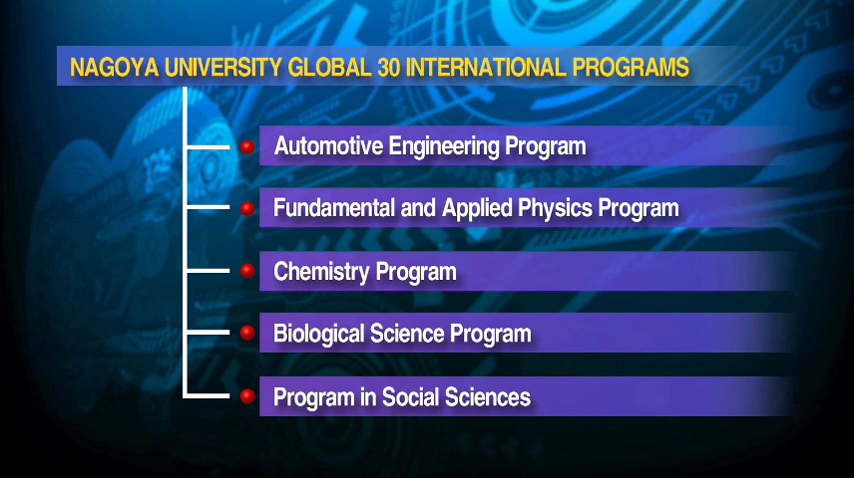 NAGOYA UNIVERSITY GLOBAL 30 INTERNATIONAL PROGRAMS
Automotive Engineering Program
Fundamental and Applied Physics Program
Chemistry Program
Biological Science Program
Program in Social Sciences